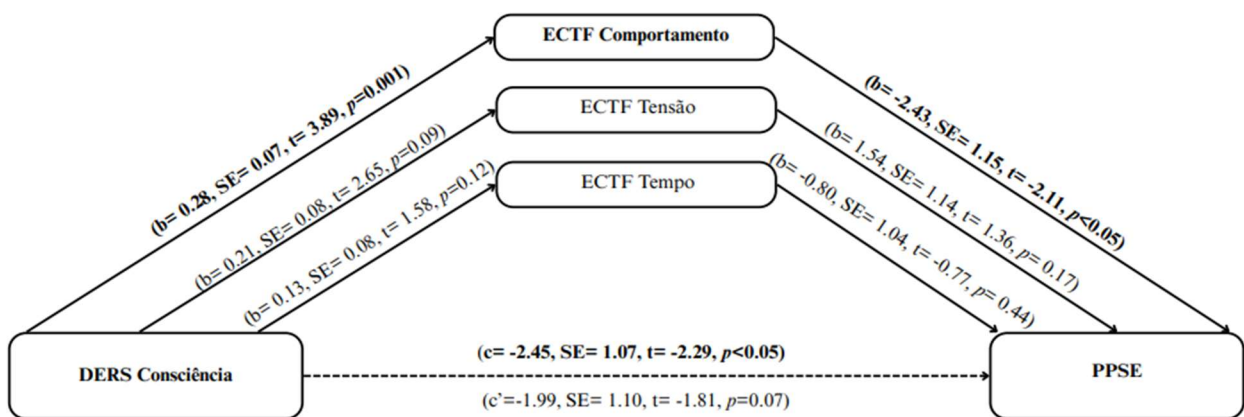 ECTF Comportamento
(b= 0.28, SE= 0.07, t= 3.89, p=0.001)
(b= -2.43, SE= 1.15, t= -2.11, p<0.05)
ECTF Tensão
(b= 0.21, SE= 0.08, t= 2.65, p=0.09)
(b= 1.54, SE= 1.14, t= 1.36, p= 0.17)
ECTF Tempo
(b= 0.13, SE= 0.08, t= 1.58, p=0.12)
(b= -0.80, SE= 1.04, t= -0.77, p= 0.44)
DERS Consciência
(c= -2.45, SE= 1.07, t= -2.29, p<0.05)
(c’=-1.99, SE= 1.10, t= -1.81, p=0.07)
PPSE